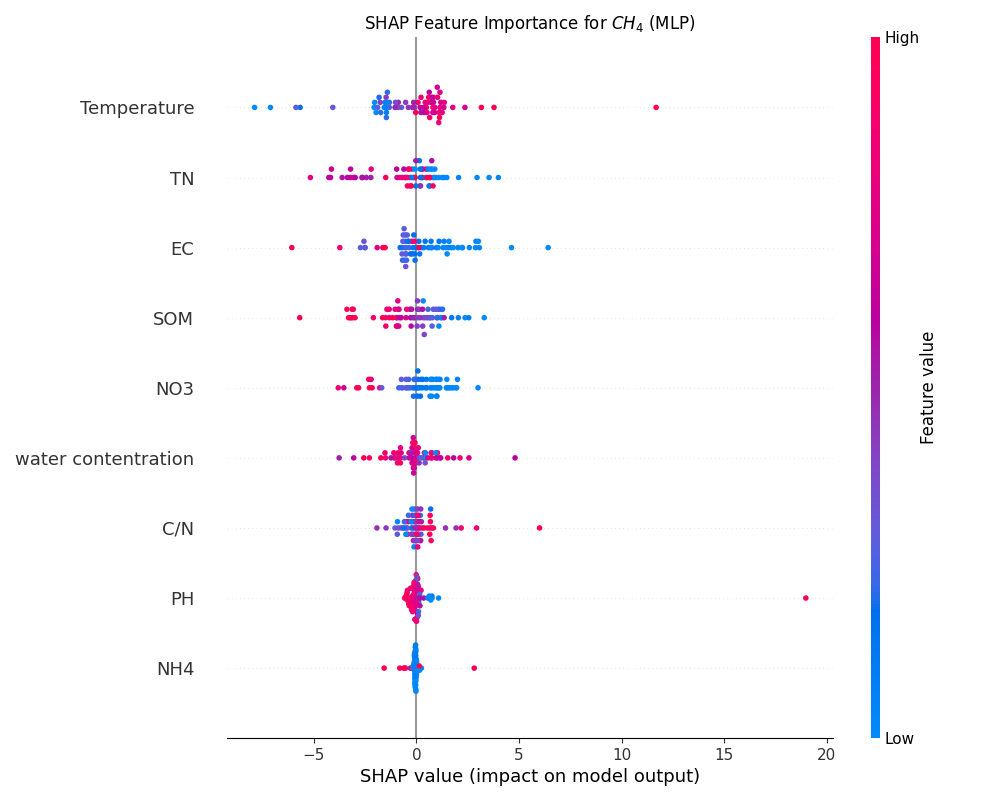 SHAP Feature Importance for CH₄ (MLP)
High
Temperature
TN
EC
SOM
NO3
water contentration
C/N
PH
NH4
Feature value
Low
−5 0 5 10 15 20
SHAP value (impact on model output)